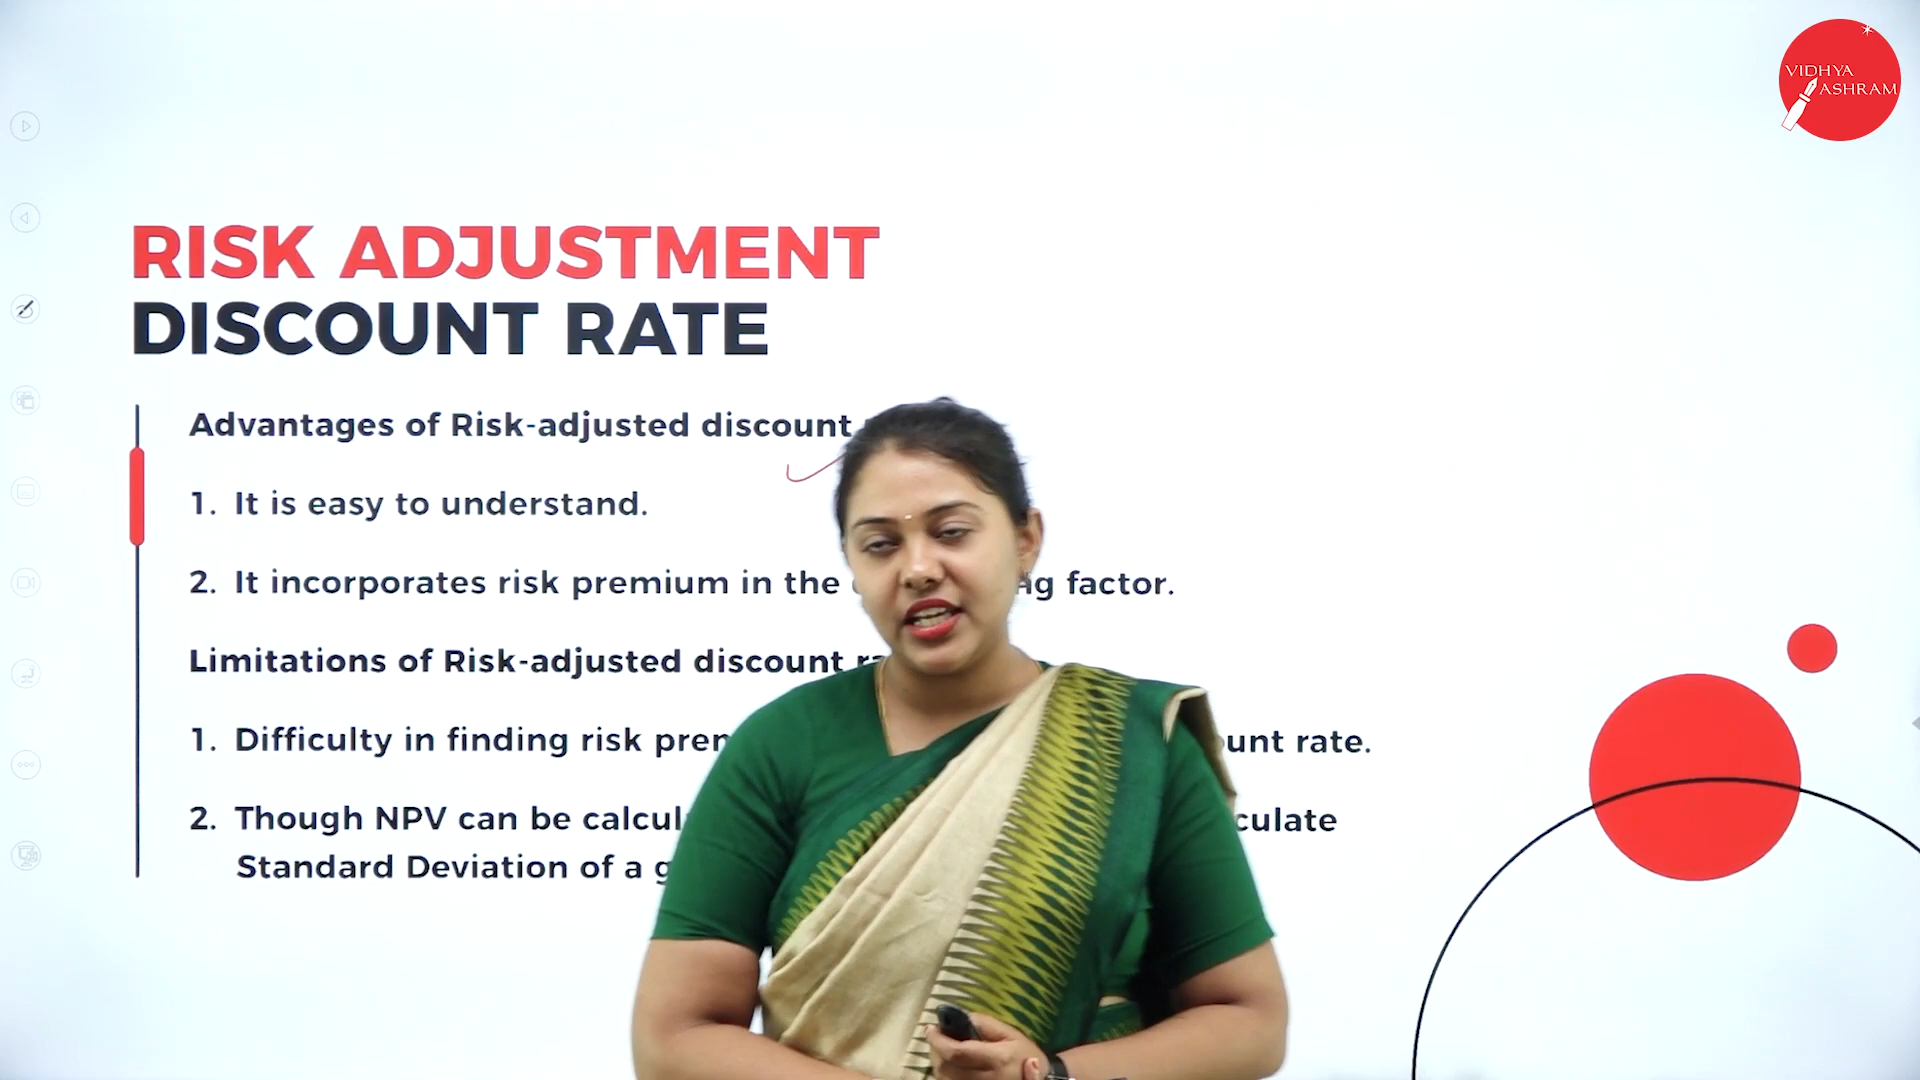 VIDHYA
ASHRAM
RISK ADJUSTMENT
DISCOUNT RATE
Advantages of Risk-adjusted discount
1. It is easy to understand.
2. It incorporates risk premium in the factor.
Limitations of Risk-adjusted discount
1. Difficulty in finding risk rate.
2. Though NPV can be
Standard Deviation of a